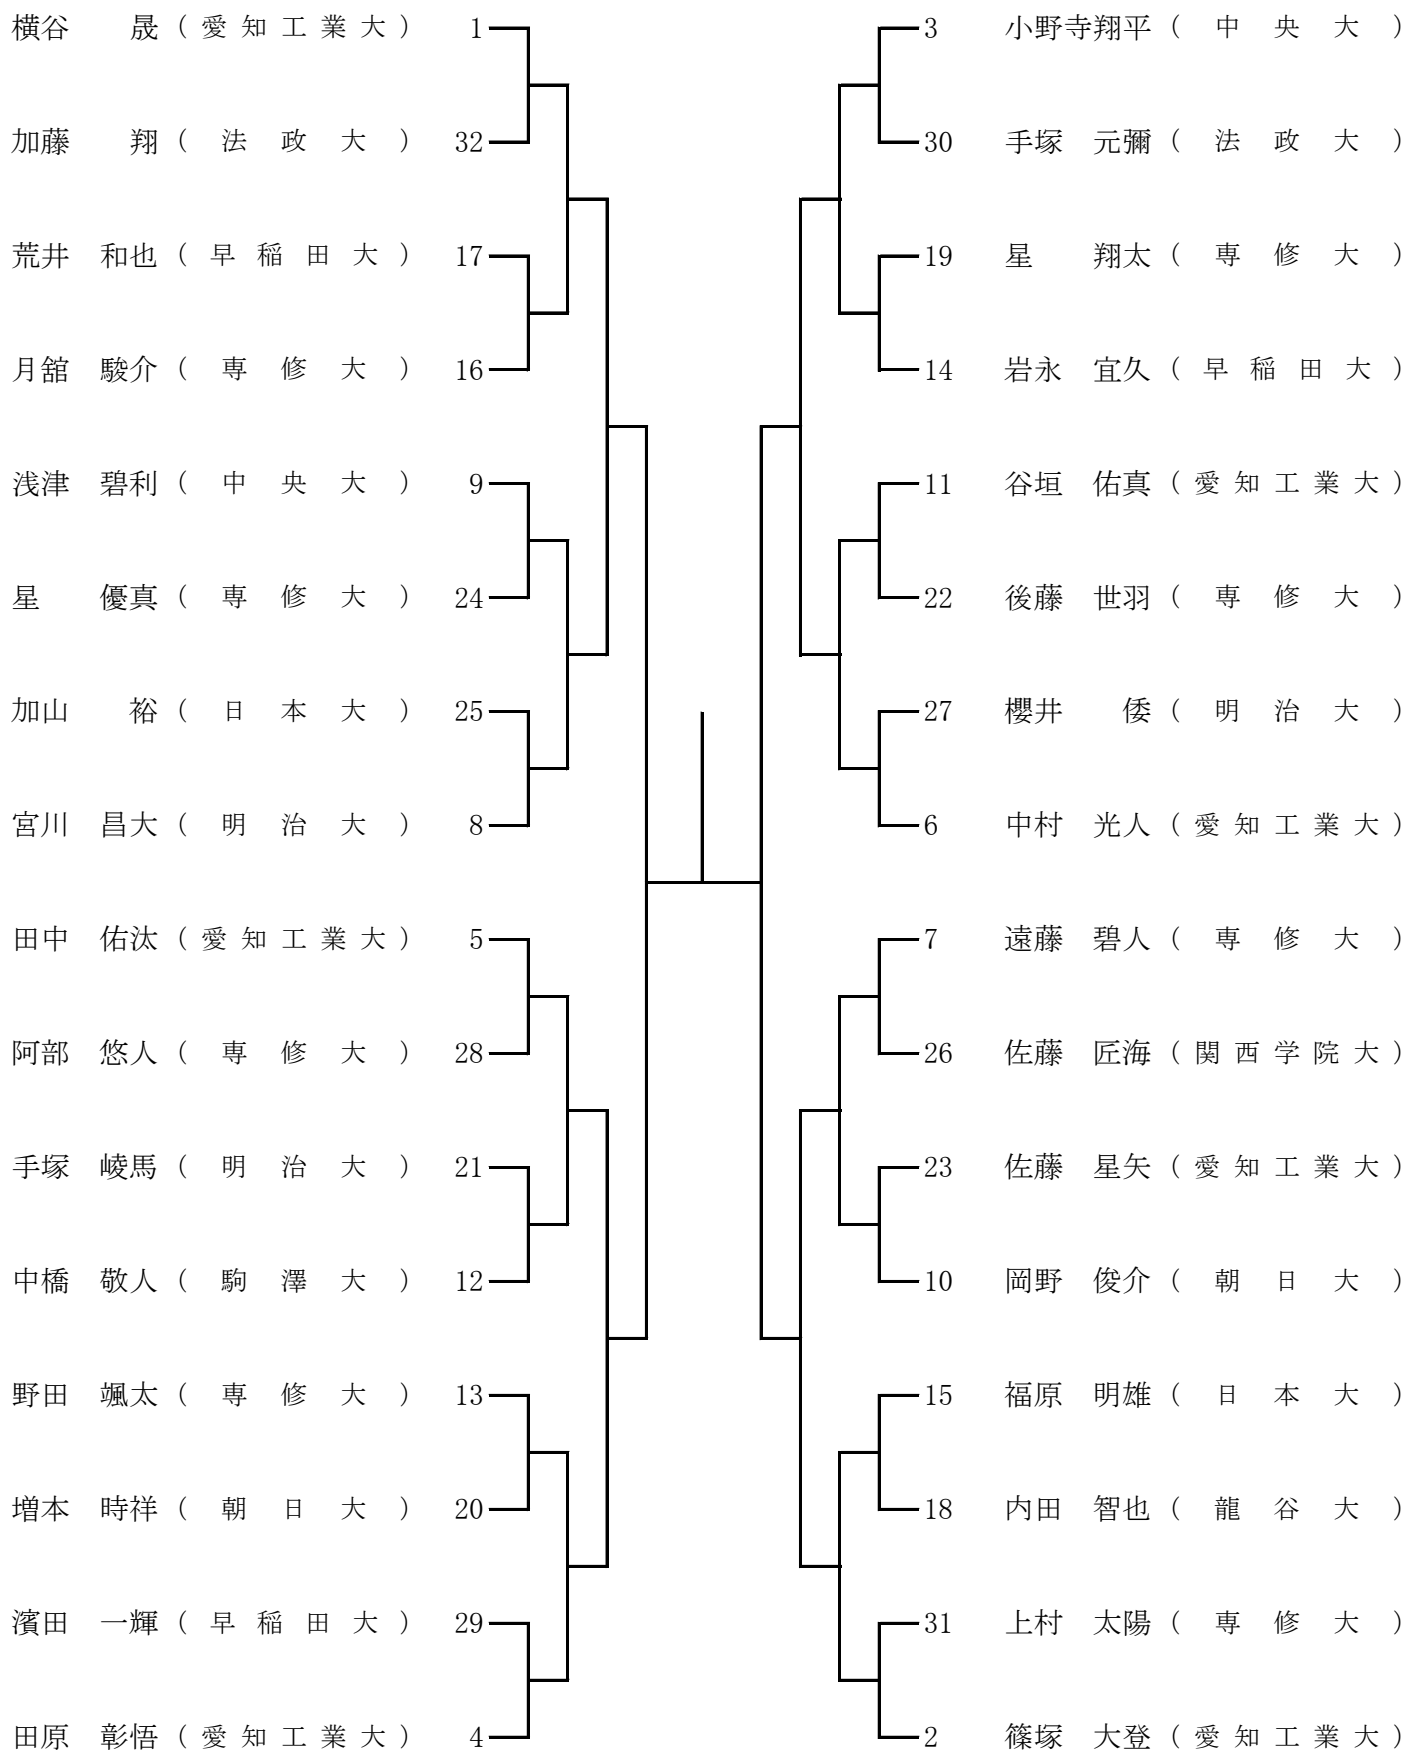 横谷 晟 ( 愛知工業大 ) 1 3 小野寺翔平 ( 中央大 )
加藤 翔 ( 法政大 ) 32 30 手塚 元彌 ( 法政大 )
荒井 和也 ( 早稲田大 ) 17 19 星 翔太 ( 専修大 )
月舘 駿介 ( 専修大 ) 16 14 岩永 宜久 ( 早稲田大 )
浅津 碧利 ( 中央大 ) 9 11 谷垣 佑真 ( 愛知工業大 )
星 優真 ( 専修大 ) 24 22 後藤 世羽 ( 専修大 )
加山 裕 ( 日本大 ) 25 27 櫻井 倭 ( 明治大 )
宮川 昌大 ( 明治大 ) 8 6 中村 光人 ( 愛知工業大 )
田中 佑汰 ( 愛知工業大 ) 5 7 遠藤 碧人 ( 専修大 )
阿部 悠人 ( 専修大 ) 28 26 佐藤 匠海 ( 関西学院大 )
手塚 崚馬 ( 明治大 ) 21 23 佐藤 星矢 ( 愛知工業大 )
中橋 敬人 ( 駒澤大 ) 12 10 岡野 俊介 ( 朝日大 )
野田 颯太 ( 専修大 ) 13 15 福原 明雄 ( 日本大 )
増本 時祥 ( 朝日大 ) 20 18 内田 智也 ( 龍谷大 )
濱田 一輝 ( 早稲田大 ) 29 31 上村 太陽 ( 専修大 )
田原 彰悟 ( 愛知工業大 ) 4 2 篠塚 大登 ( 愛知工業大 )